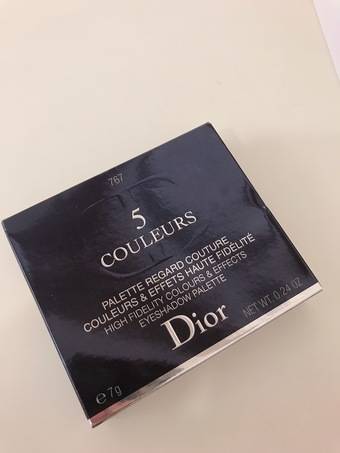 767
5
COULEURS
PALETTE REGARD COUTURE
COULEURS & EFFETS HAUTE FIDÉLITÉ
HIGH FIDELITY COLOURS & EFFECTS
EYESHADOW PALETTE
Dior
℮ 7g
NET WT. 0.24 OZ